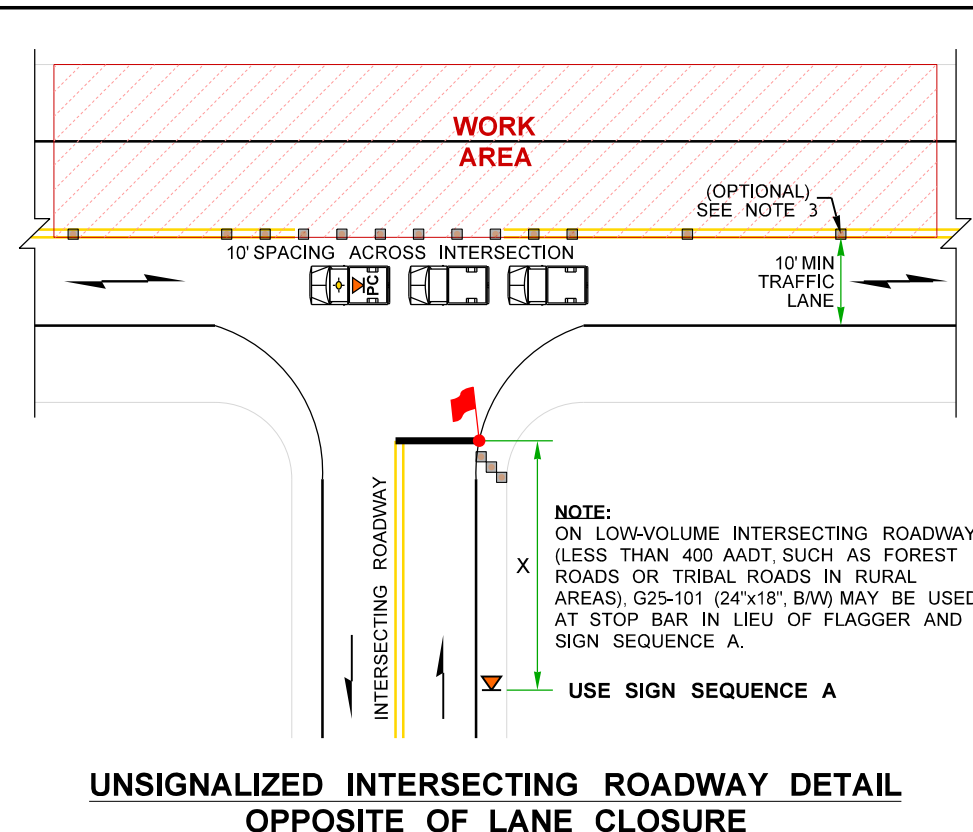 WORK
AREA
(OPTIONAL)
SEE NOTE 3
10' SPACING ACROSS INTERSECTION
10' MIN
TRAFFIC
LANE
PC
INTERSECTING ROADWAY
X
NOTE:
ON LOW-VOLUME INTERSECTING ROADWAY
(LESS THAN 400 AADT, SUCH AS FOREST
ROADS OR TRIBAL ROADS IN RURAL
AREAS), G25-101 (24"x18", B/W) MAY BE USED
AT STOP BAR IN LIEU OF FLAGGER AND
SIGN SEQUENCE A.
USE SIGN SEQUENCE A
UNSIGNALIZED INTERSECTING ROADWAY DETAIL
OPPOSITE OF LANE CLOSURE